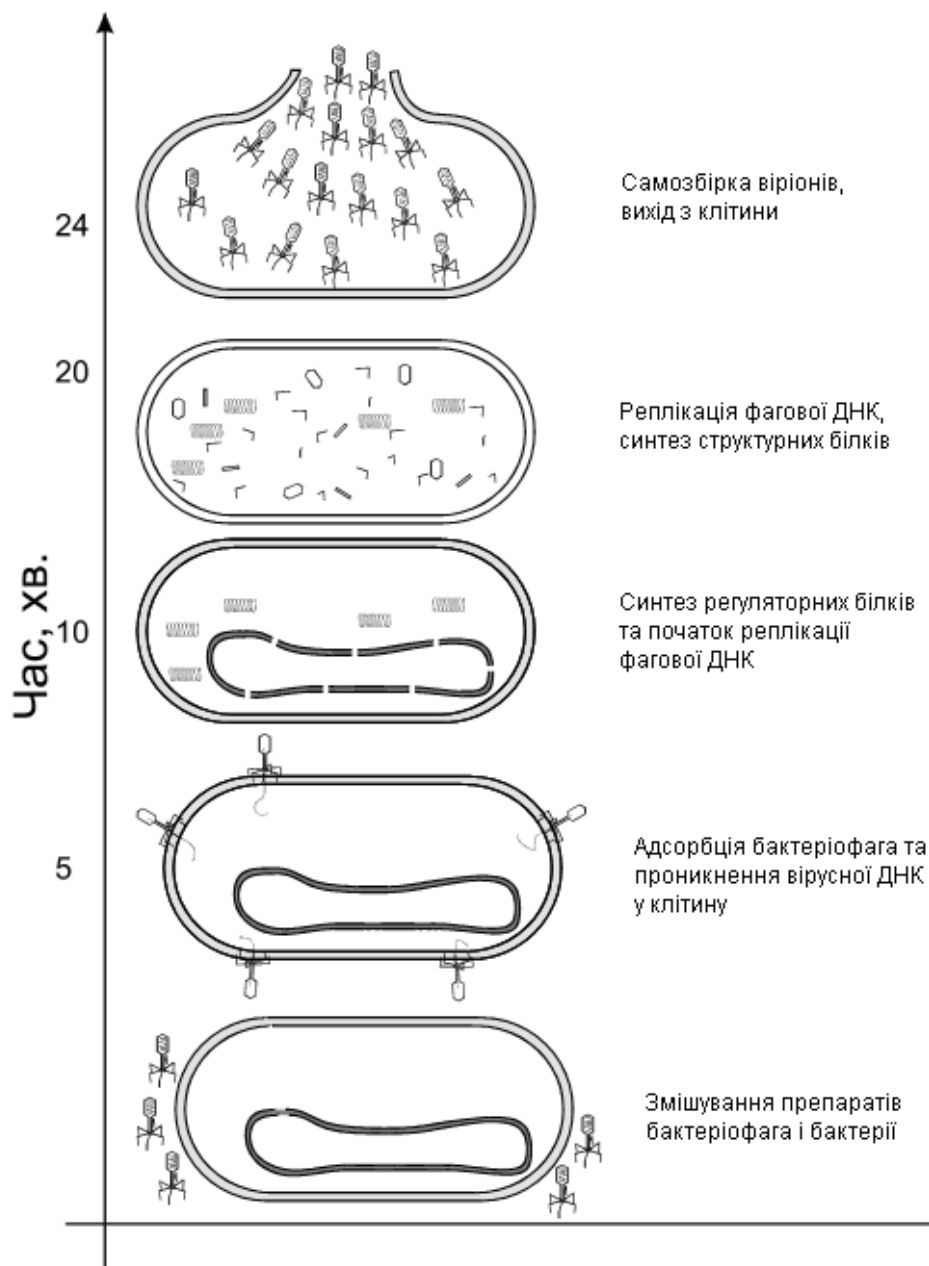 Час, хв.
24
Самозбірка віріонів,
вихід з клітини
20
Реплікація фагової ДНК,
синтез структурних білків
10
Синтез регуляторних білків
та початок реплікації
фагової ДНК
5
Адсорбція бактеріофага та
проникнення вірусної ДНК
у клітину
Змішування препаратів
бактеріофага і бактерії